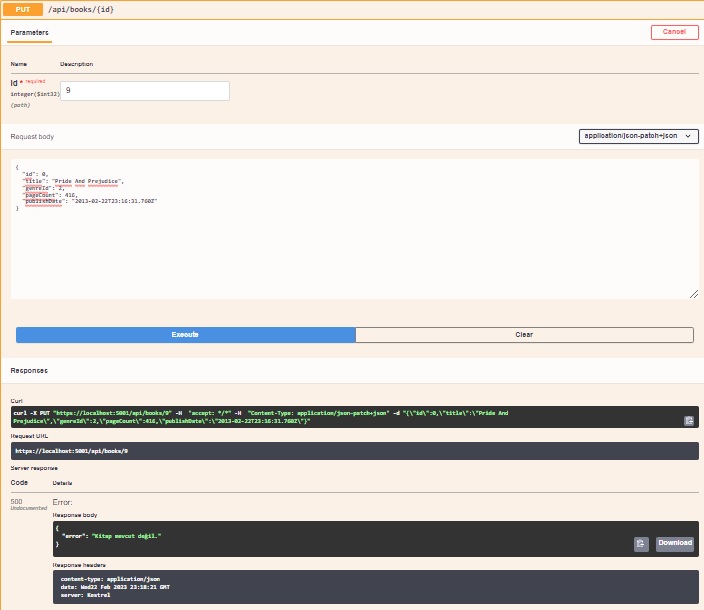 PUT /api/books/{id}
Parameters
Cancel
Name Description
id * required
integer($int32)
(path)
9
Request body
application/json-patch+json
{
"id": 0,
"title": "Pride And Prejudice",
"genreId": 2,
"pageCount": 416,
"publishDate": "2013-02-22T23:16:31.760Z"
}
Execute Clear
Responses
Curl
curl -X PUT "https://localhost:5001/api/books/9" -H "accept: */*" -H "Content-Type: application/json-patch+json" -d "{\"id\":0,\"title\":\"Pride And
Prejudice\",\"genreId\":2,\"pageCount\":416,\"publishDate\":\"2013-02-22T23:16:31.760Z\"}"
Request URL
https://localhost:5001/api/books/9
Server response
Code Details
500
Undocumented
Error:
Response body
{
"error": "Kitap mevcut değil."
}
Download
Response headers
content-type: application/json
date: Wed22 Feb 2023 23:18:21 GMT
server: Kestrel